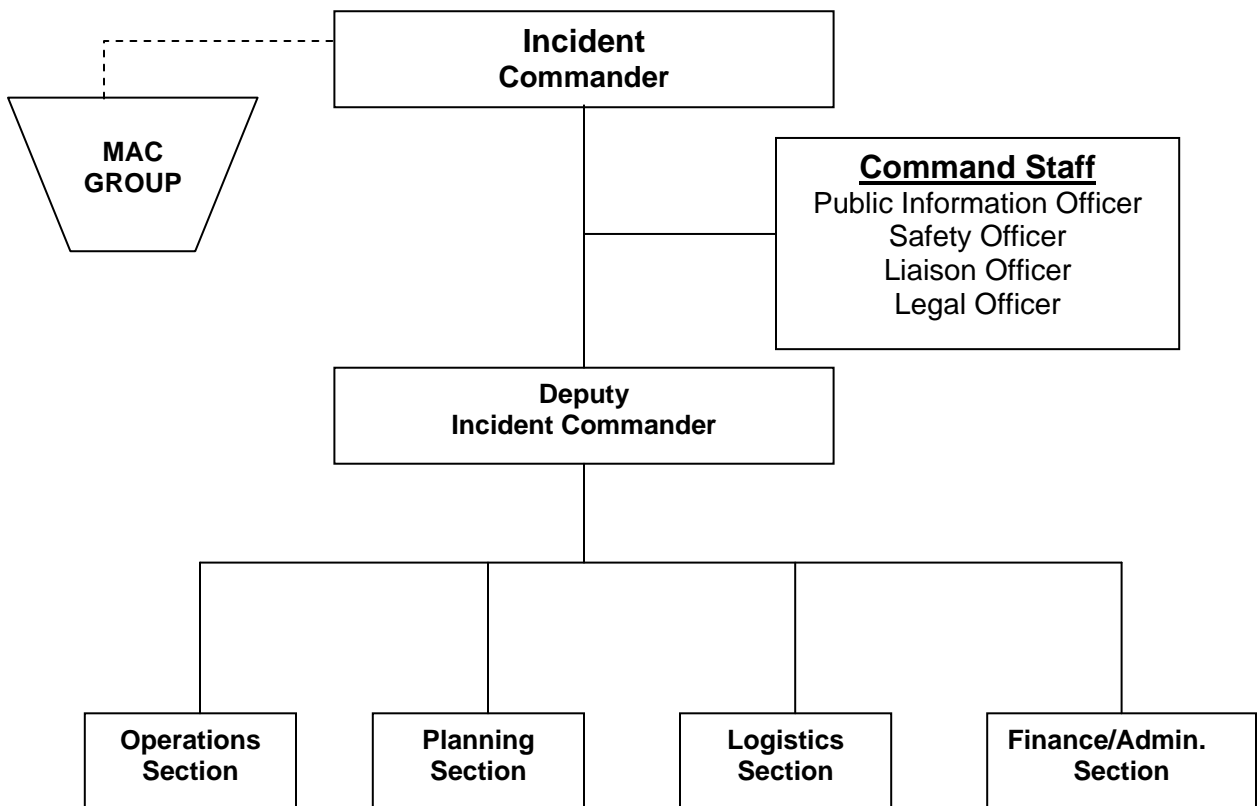 Incident
Commander
MAC
GROUP
Command Staff
Public Information Officer
Safety Officer
Liaison Officer
Legal Officer
Deputy
Incident Commander
Operations
Section
Planning
Section
Logistics
Section
Finance/Admin.
Section